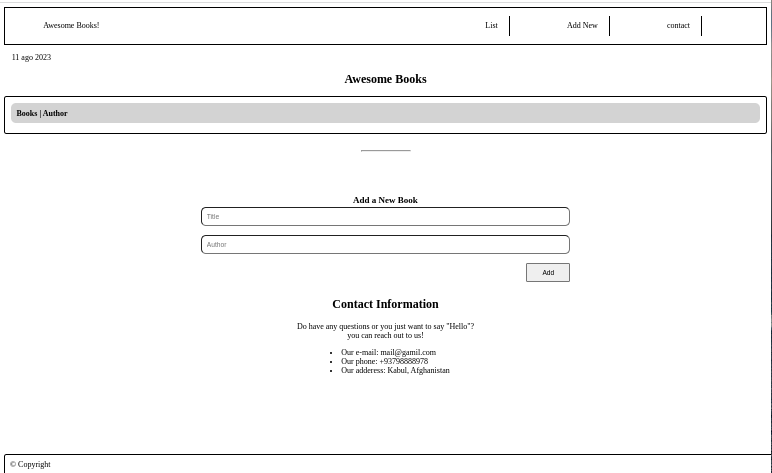 Awesome Books! List Add New contact
11 ago 2023
Awesome Books
Books | Author
Add a New Book
Title
Author
Add
Contact Information
Do have any questions or you just want to say "Hello"?
you can reach out to us!
• Our e-mail: mail@gamil.com
• Our phone: +93798888978
• Our adderess: Kabul, Afghanistan
© Copyright